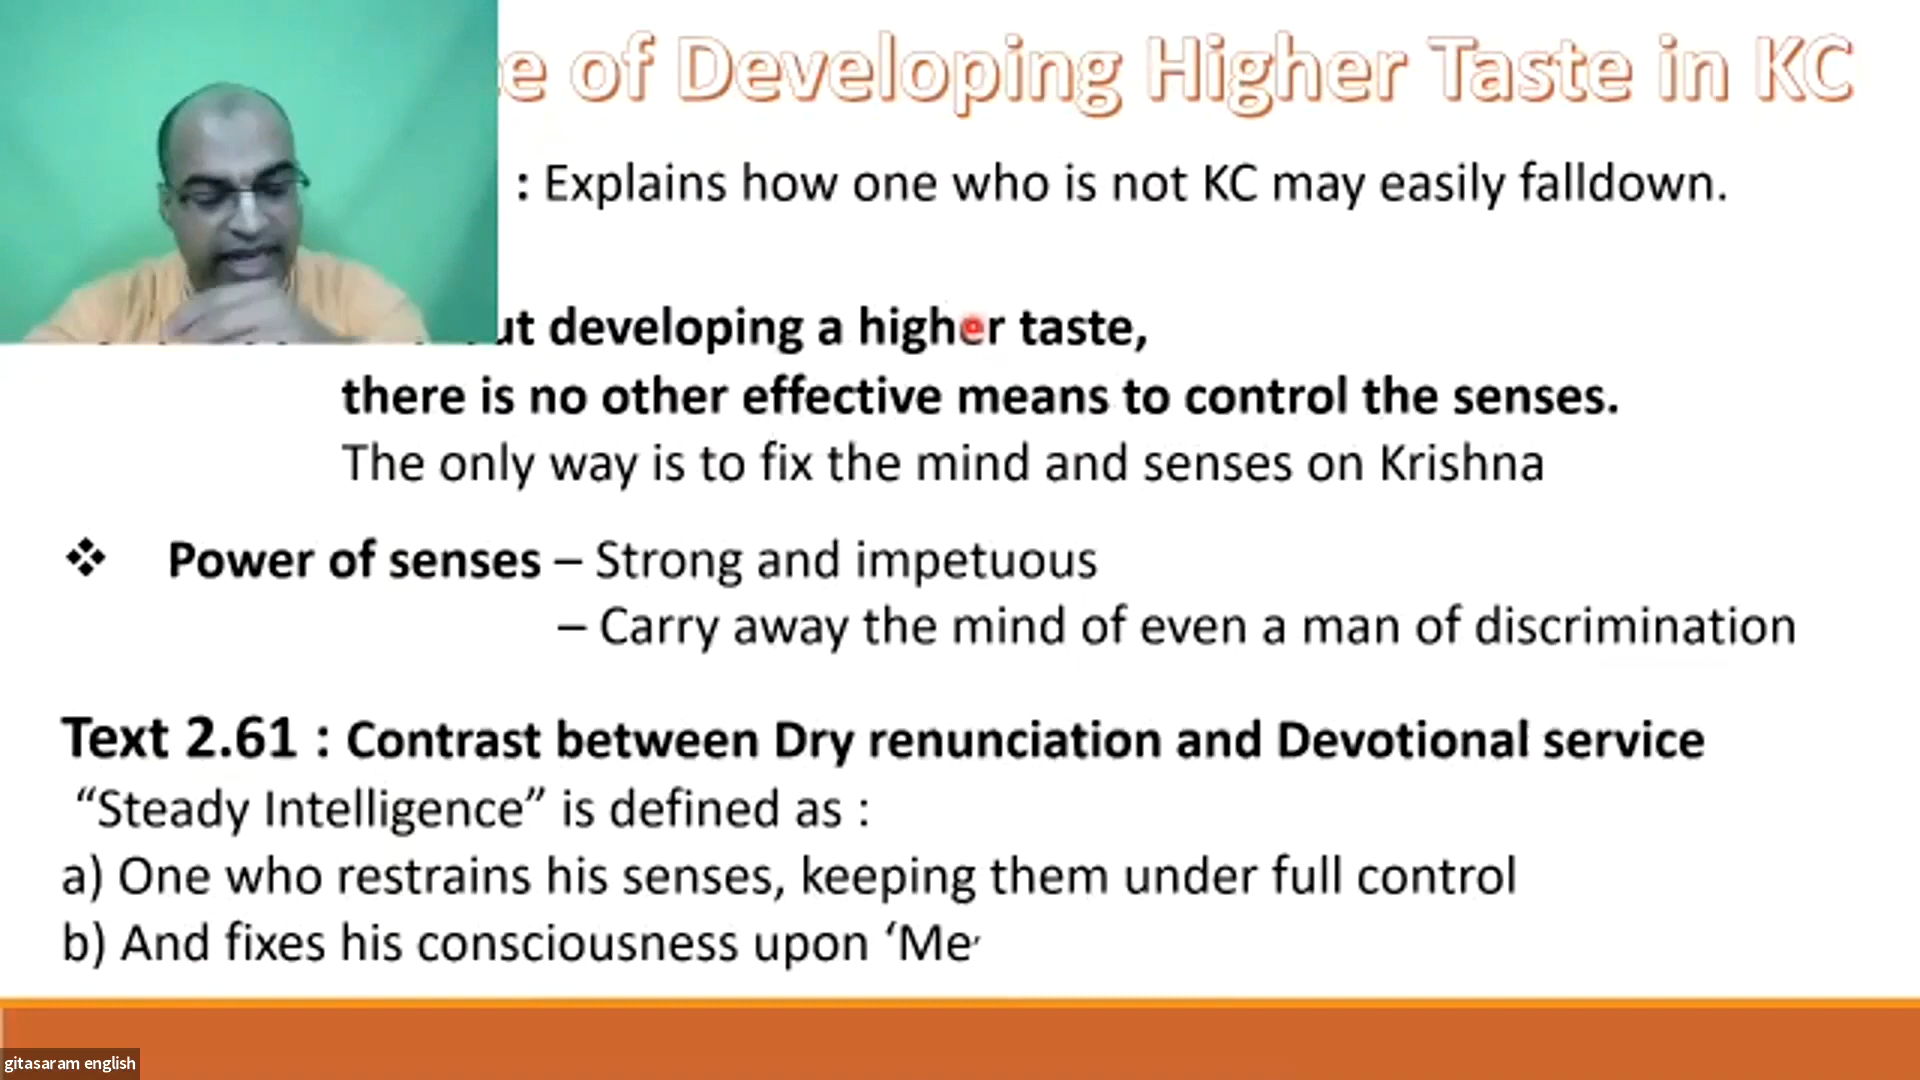 of Developing Higher Taste in KC
: Explains how one who is not KC may easily falldown.
developing a higher taste,
there is no other effective means to control the senses.
The only way is to fix the mind and senses on Krishna
❖ Power of senses – Strong and impetuous
– Carry away the mind of even a man of discrimination
Text 2.61 : Contrast between Dry renunciation and Devotional service
“Steady Intelligence” is defined as :
a) One who restrains his senses, keeping them under full control
b) And fixes his consciousness upon ‘Me’
gitasaram english